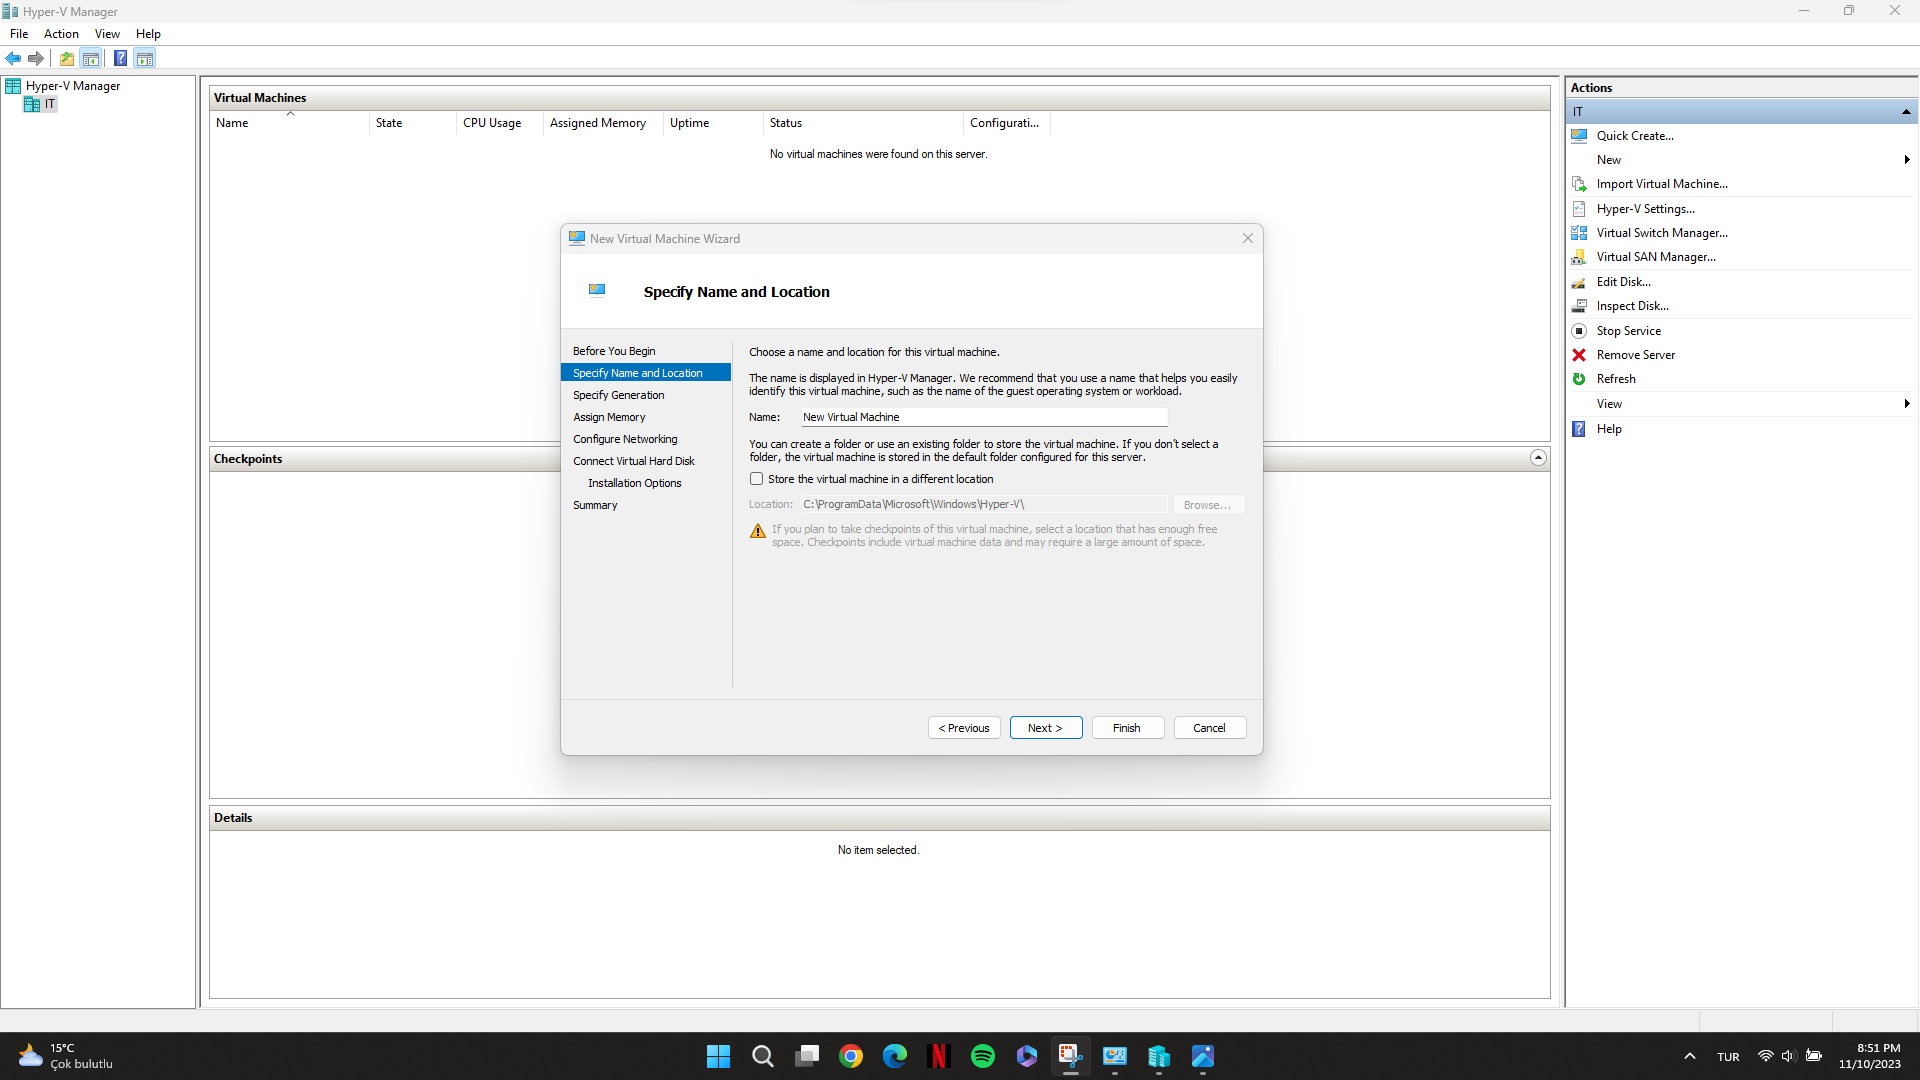 Hyper-V Manager
File Action View Help
Hyper-V Manager
IT
Virtual Machines
Name State CPU Usage Assigned Memory Uptime Status Configurati...
No virtual machines were found on this server.
New Virtual Machine Wizard
Specify Name and Location
Before You Begin
Specify Name and Location
Specify Generation
Assign Memory
Configure Networking
Connect Virtual Hard Disk
Installation Options
Summary
Choose a name and location for this virtual machine.
The name is displayed in Hyper-V Manager. We recommend that you use a name that helps you easily
identify this virtual machine, such as the name of the guest operating system or workload.
Name: New Virtual Machine
You can create a folder or use an existing folder to store the virtual machine. If you don't select a
folder, the virtual machine is stored in the default folder configured for this server.
Store the virtual machine in a different location
Location: C:\ProgramData\Microsoft\Windows\Hyper-V\ Browse...
If you plan to take checkpoints of this virtual machine, select a location that has enough free
space. Checkpoints include virtual machine data and may require a large amount of space.
< Previous Next > Finish Cancel
Checkpoints
Details
No item selected.
Actions
IT
Quick Create...
New
Import Virtual Machine...
Hyper-V Settings...
Virtual Switch Manager...
Virtual SAN Manager...
Edit Disk...
Inspect Disk...
Stop Service
Remove Server
Refresh
View
Help
15°C
Çok bulutlu
TUR
8:51 PM
11/10/2023